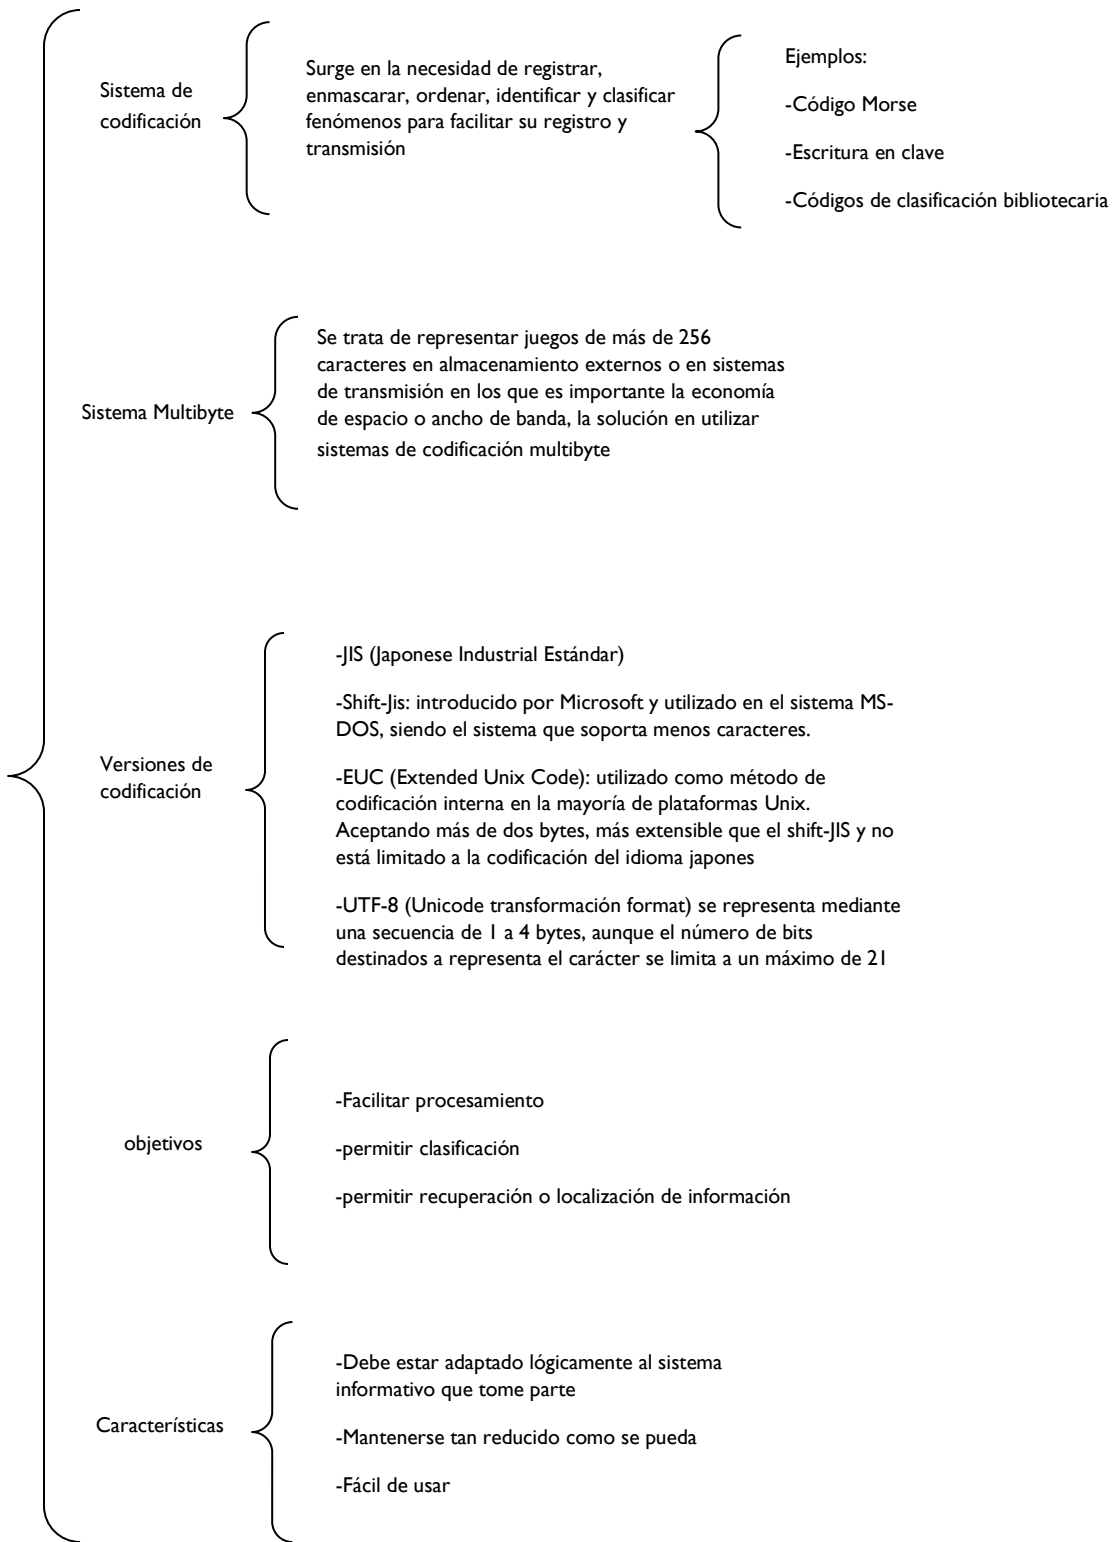 Sistema de
codificación
Surge en la necesidad de registrar,
enmascarar, ordenar, identificar y clasificar
fenómenos para facilitar su registro y
transmisión
Ejemplos:
-Código Morse
-Escritura en clave
-Códigos de clasificación bibliotecaria
Sistema Multibyte
Se trata de representar juegos de más de 256
caracteres en almacenamiento externos o en sistemas
de transmisión en los que es importante la economía
de espacio o ancho de banda, la solución en utilizar
sistemas de codificación multibyte
Versiones de
codificación
-JIS (Japonese Industrial Estándar)
-Shift-Jis: introducido por Microsoft y utilizado en el sistema MS-
DOS, siendo el sistema que soporta menos caracteres.
-EUC (Extended Unix Code): utilizado como método de
codificación interna en la mayoría de plataformas Unix.
Aceptando más de dos bytes, más extensible que el shift-JIS y no
está limitado a la codificación del idioma japones
-UTF-8 (Unicode transformación format) se representa mediante
una secuencia de 1 a 4 bytes, aunque el número de bits
destinados a representa el carácter se limita a un máximo de 21
objetivos
-Facilitar procesamiento
-permitir clasificación
-permitir recuperación o localización de información
Característícas
-Debe estar adaptado lógicamente al sistema
informativo que tome parte
-Mantenerse tan reducido como se pueda
-Fácil de usar